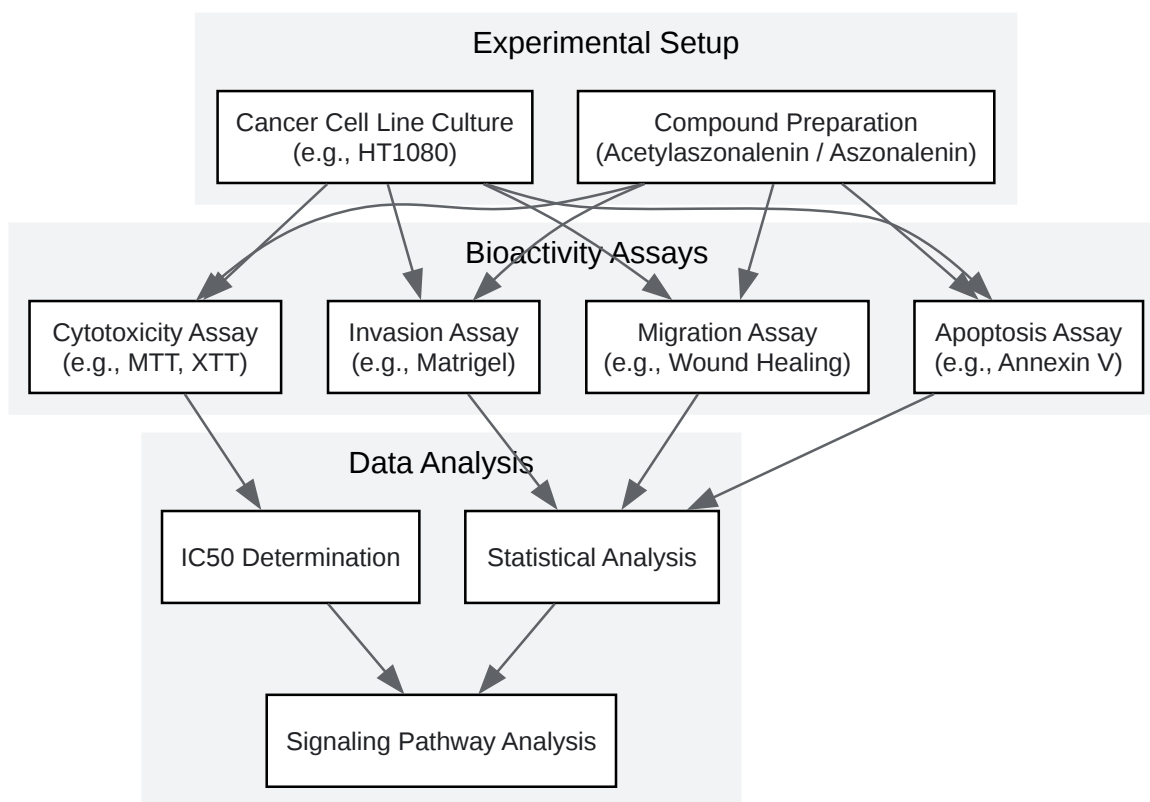 Experimental Setup
Cancer Cell Line Culture
(e.g., HT1080)
Compound Preparation
(Acetylaszonalenin / Aszonalenin)
Bioactivity Assays
Cytotoxicity Assay
(e.g., MTT, XTT)
Invasion Assay
(e.g., Matrigel)
Migration Assay
(e.g., Wound Healing)
Apoptosis Assay
(e.g., Annexin V)
Data Analysis
IC50 Determination
Statistical Analysis
Signaling Pathway Analysis